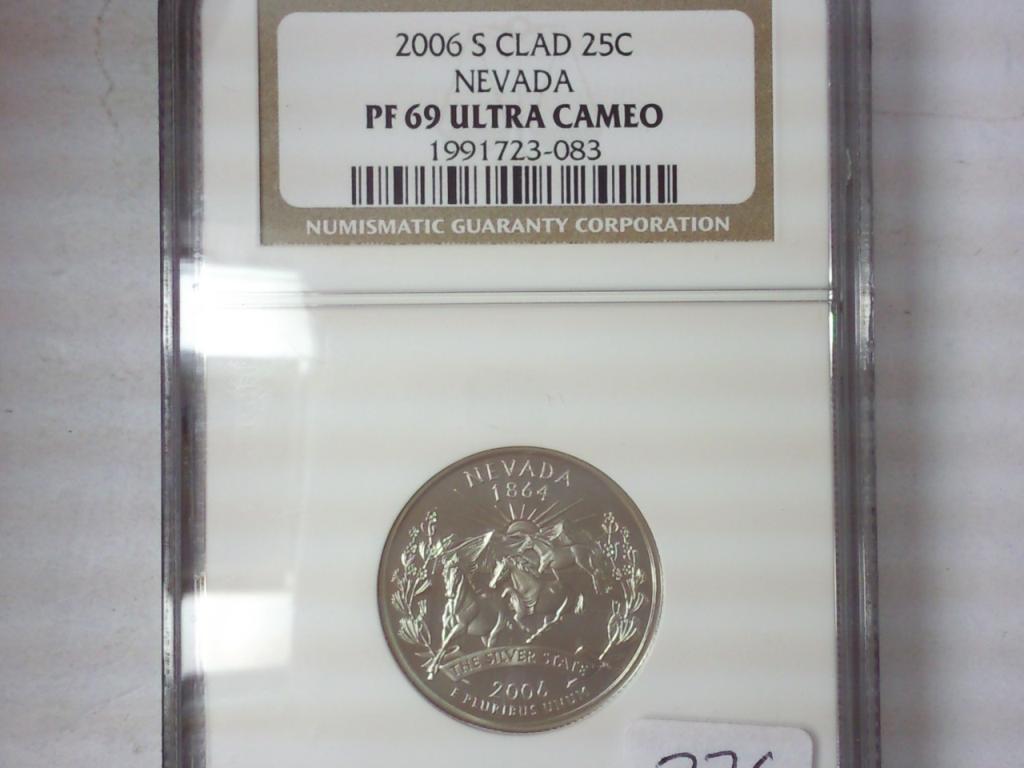 2006 S CLAD 25C
NEVADA
PF 69 ULTRA CAMEO
1991723-083
NUMISMATIC GUARANTY CORPORATION
NEVADA
1864
THE SILVER STATE
2006
E PLURIBUS UNUM